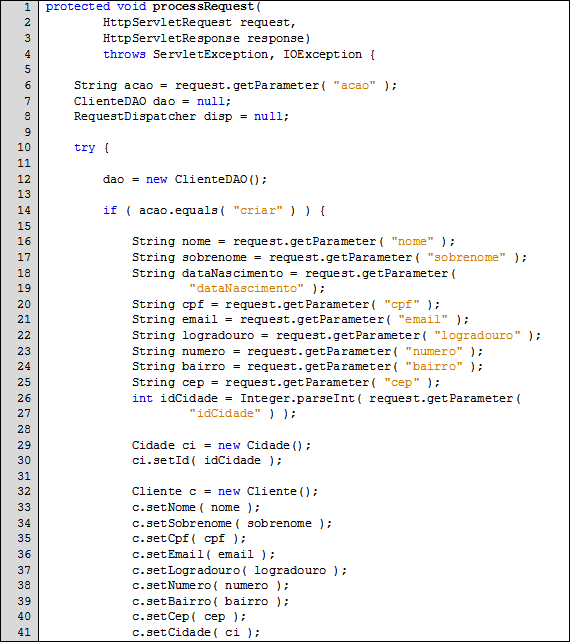 1 protected void processRequest(
2         HttpServletRequest request,
3         HttpServletResponse response)
4         throws ServletException, IOException {
5
6     String acao = request.getParameter( "acao" );
7     ClienteDAO dao = null;
8     RequestDispatcher disp = null;
9
10     try {
11
12         dao = new ClienteDAO();
13
14         if ( acao.equals( "criar" ) ) {
15
16             String nome = request.getParameter( "nome" );
17             String sobrenome = request.getParameter( "sobrenome" );
18             String dataNascimento = request.getParameter(
19                     "dataNascimento" );
20             String cpf = request.getParameter( "cpf" );
21             String email = request.getParameter( "email" );
22             String logradouro = request.getParameter( "logradouro" );
23             String numero = request.getParameter( "numero" );
24             String bairro = request.getParameter( "bairro" );
25             String cep = request.getParameter( "cep" );
26             int idCidade = Integer.parseInt( request.getParameter(
27                     "idCidade" ) );
28
29             Cidade ci = new Cidade();
30             ci.setId( idCidade );
31
32             Cliente c = new Cliente();
33             c.setNome( nome );
34             c.setSobrenome( sobrenome );
35             c.setCpf( cpf );
36             c.setEmail( email );
37             c.setLogradouro( logradouro );
38             c.setNumero( numero );
39             c.setBairro( bairro );
40             c.setCep( cep );
41             c.setCidade( ci );